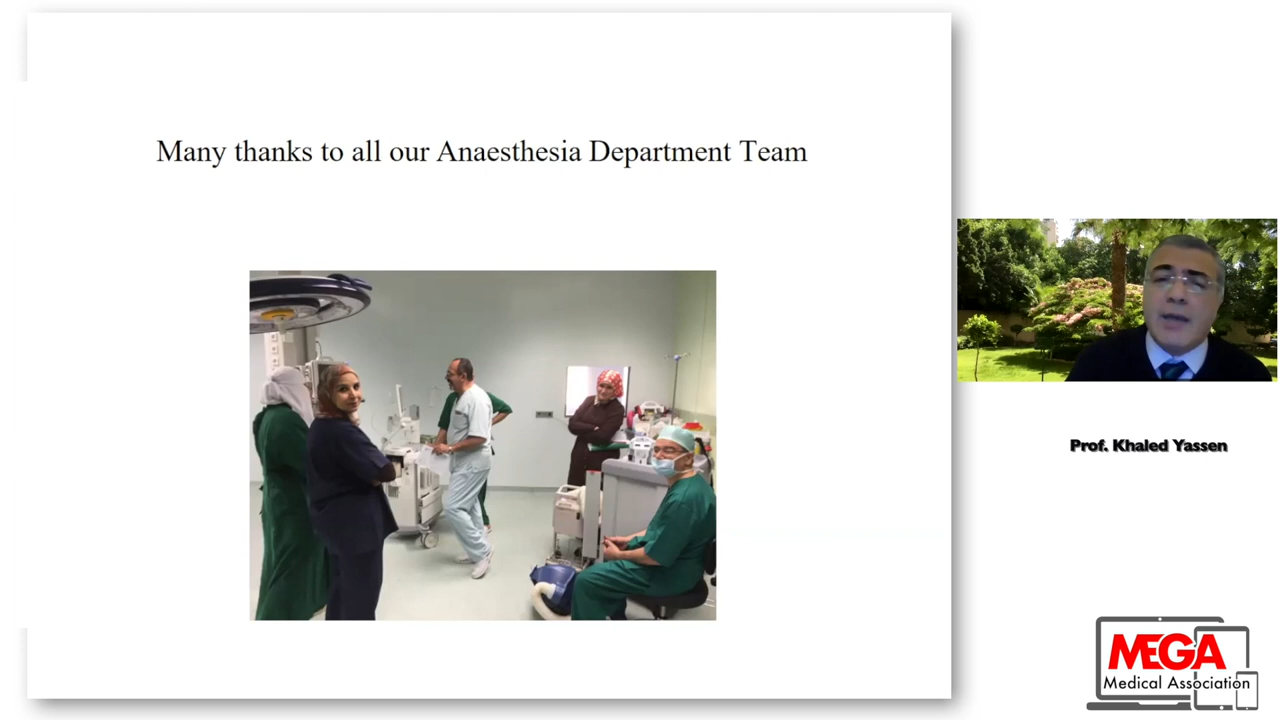 Many thanks to all our Anaesthesia Department Team
Prof. Khaled Yassen
MEGA
Medical Association